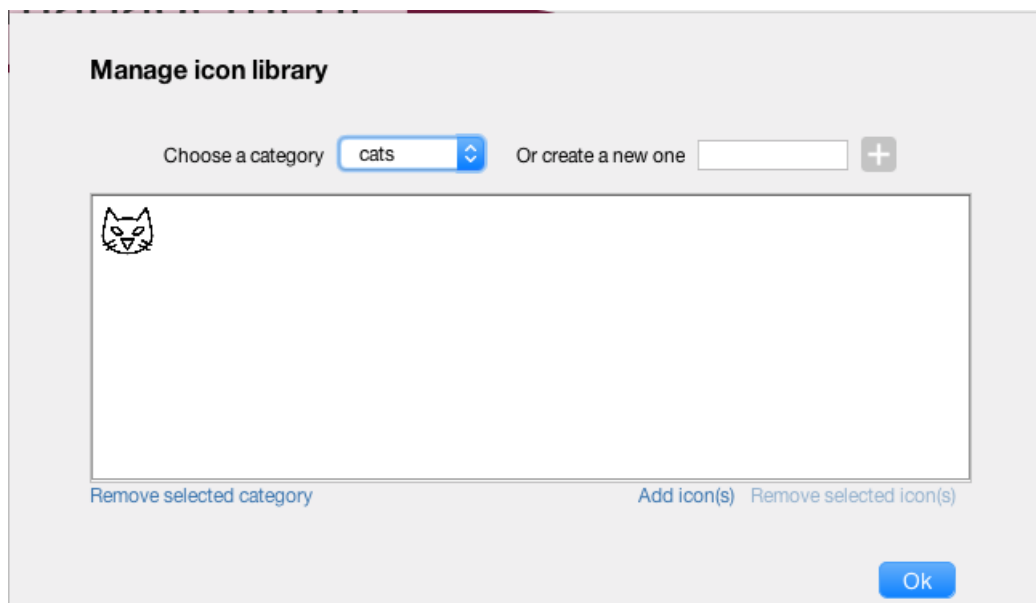 Manage icon library
Choose a category cats Or create a new one
Remove selected category Add icon(s) Remove selected icon(s)
Ok